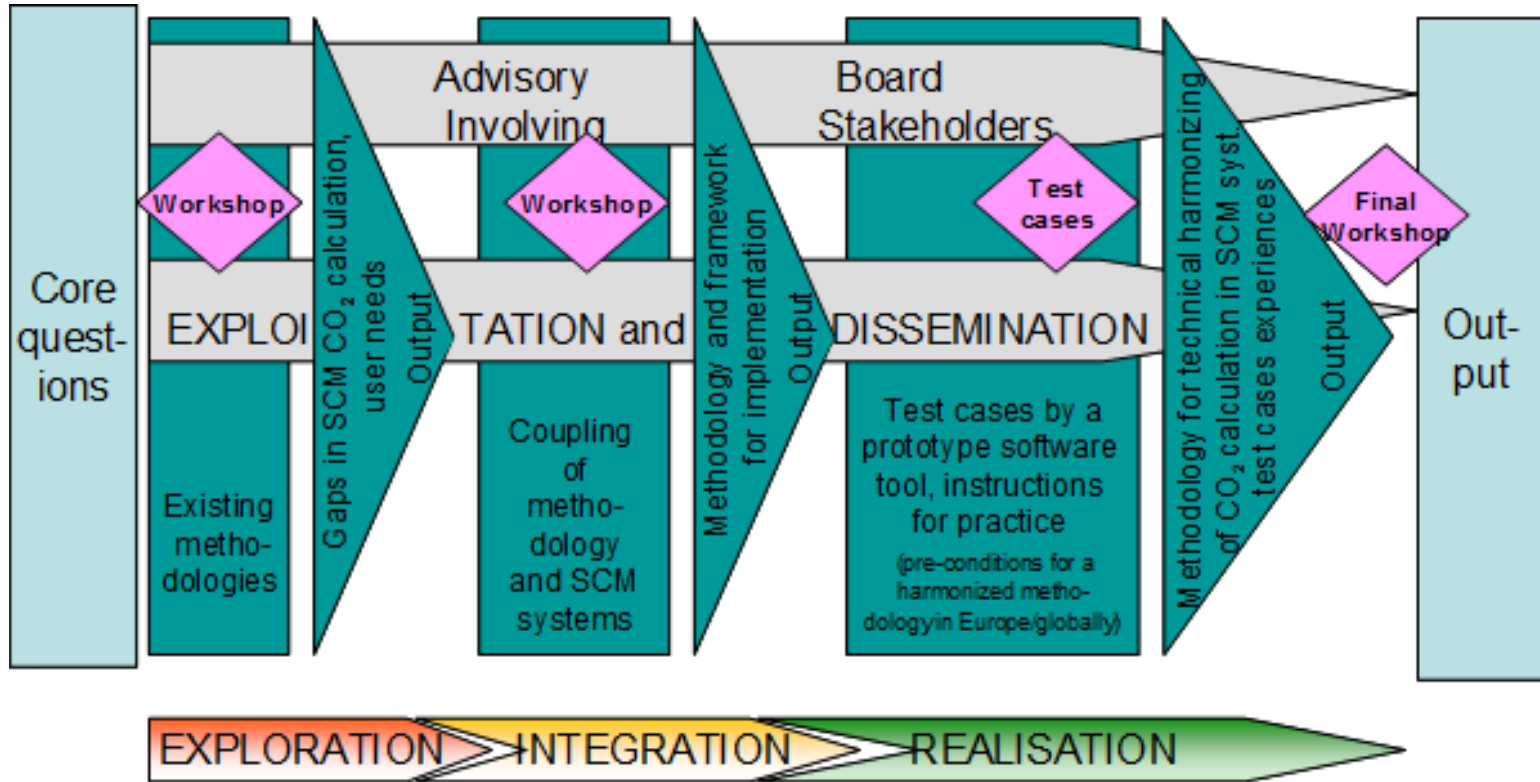 Core
quest-
ions
Advisory Board
Involving Stakeholders
Workshop
Workshop
Test
cases
Final
Workshop
EXPLOI TATION and DISSEMINATION
Existing
metho-
dologies
Gaps in SCM CO₂ calculation,
user needs
Output
Coupling
of
metho-
dology
and SCM
systems
Methodology and framework
for implementation
Output
Test cases by a
prototype software
tool, instructions
for practice
(pre-conditions for a
harmonized metho-
dologyin Europe/globally)
Methodology for technical harmonizing
of CO₂ calculation in SCM syst.
test cases experiences
Output
Out-
put
EXPLORATION INTEGRATION REALISATION